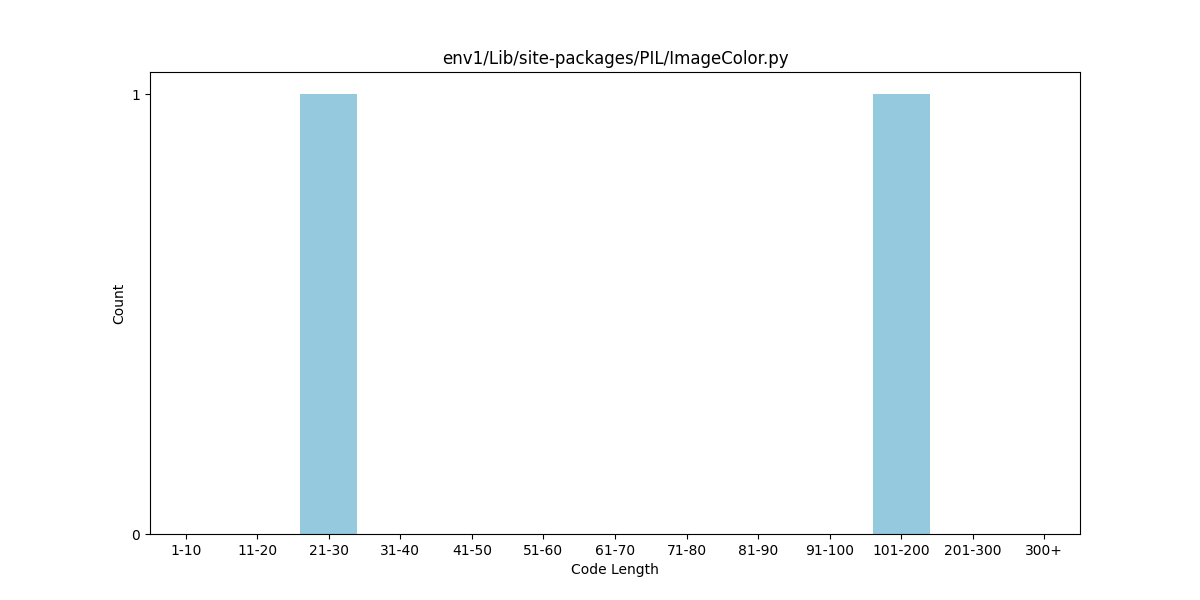 env1/Lib/site-packages/PIL/ImageColor.py
1
Count
0
1-10 11-20 21-30 31-40 41-50 51-60 61-70 71-80 81-90 91-100 101-200 201-300 300+
Code Length